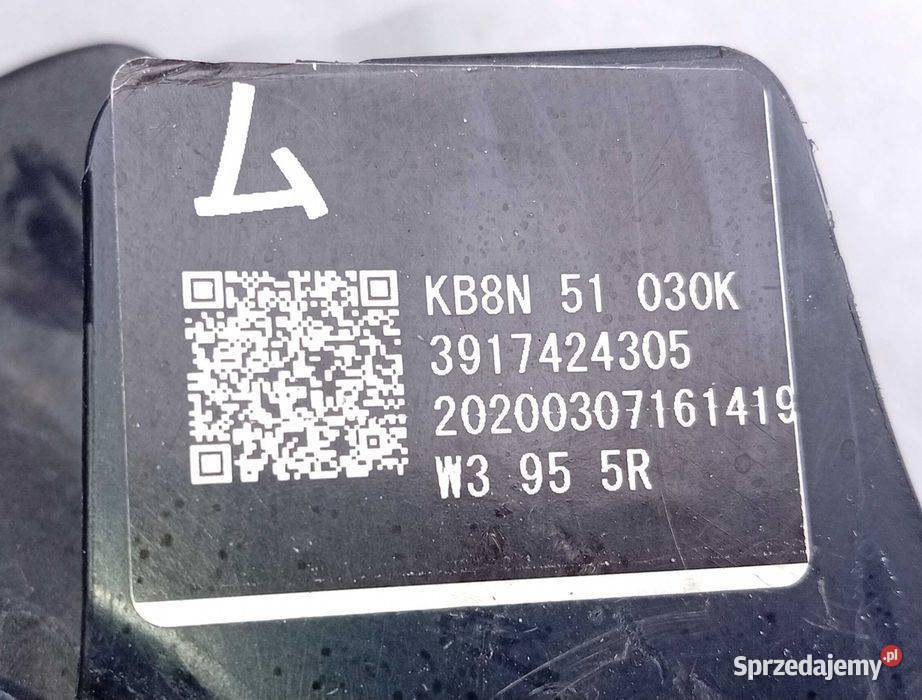 L
KB8N 51 030K
3917424305
20200307161419
W3 95 5R
Sprzedajemy.pl